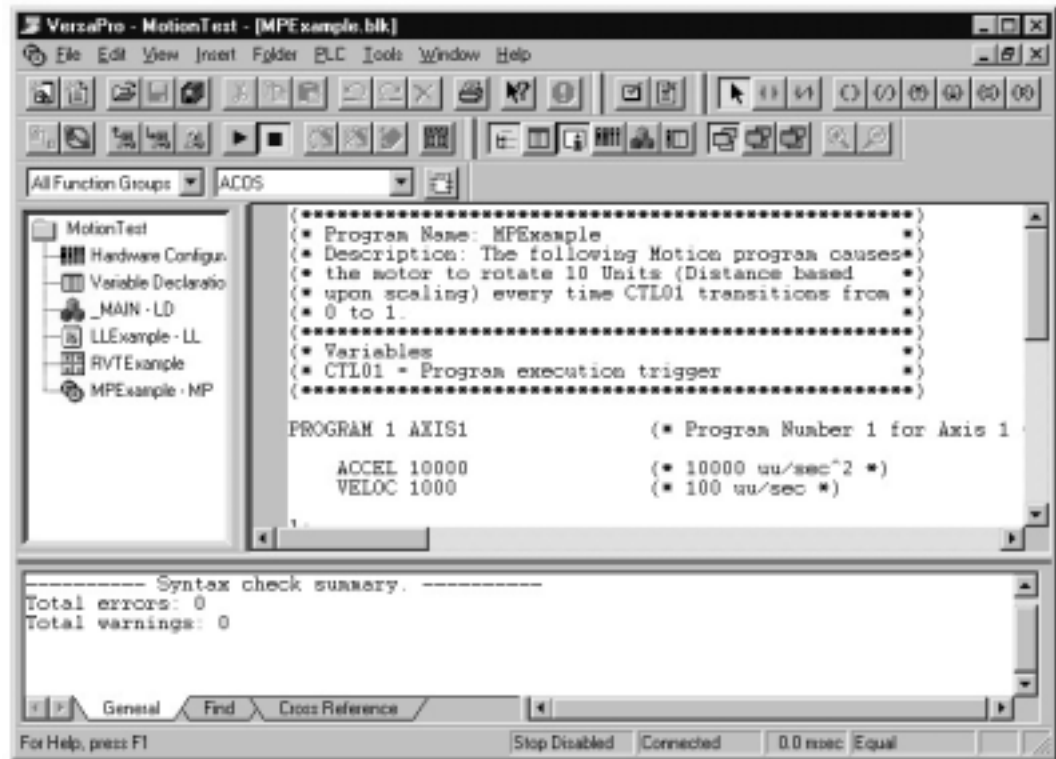 VersaPro - MotionTest - [MPExample.blk]
File Edit View Insert Folder PLC Tools Window Help
All Function Groups ACOS
MotionTest
Hardware Configur
Variable Declaratio
_MAIN - LD
LLExample - LL
RVTExample
MPExample - MP
(**************************************************)
(* Program Name: MPExample *)
(* Description: The following Motion program causes*)
(* the motor to rotate 10 Units (Distance based *)
(* upon scaling) every time CTL01 transitions from *)
(* 0 to 1. *)
(**************************************************)
(* Variables *)
(* CTL01 - Program execution trigger *)
(**************************************************)
PROGRAM 1 AXIS1 (* Program Number 1 for Axis 1
ACCEL 10000 (* 10000 uu/sec^2 *)
VELOC 1000 (* 100 uu/sec *)
---------- Syntax check summary. ----------
Total errors: 0
Total warnings: 0
General Find Cross Reference
For Help, press F1 Stop Disabled Connected 0.0 msec Equal